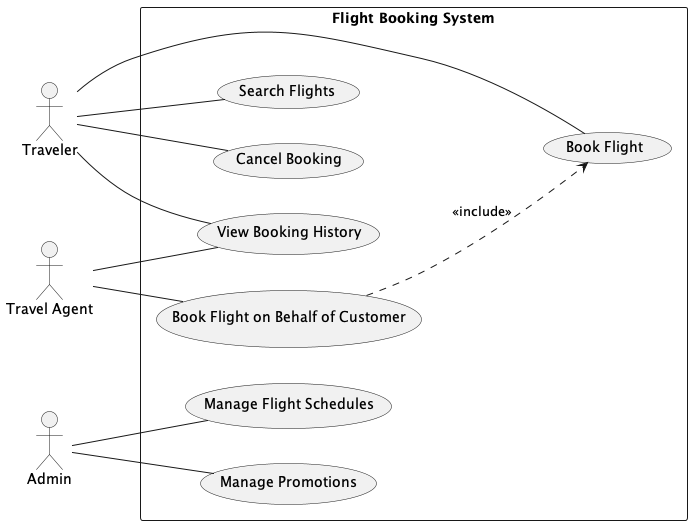 Flight Booking System
Search Flights
Book Flight
Traveler
Cancel Booking
«include»
View Booking History
Travel Agent
Book Flight on Behalf of Customer
Manage Flight Schedules
Admin
Manage Promotions